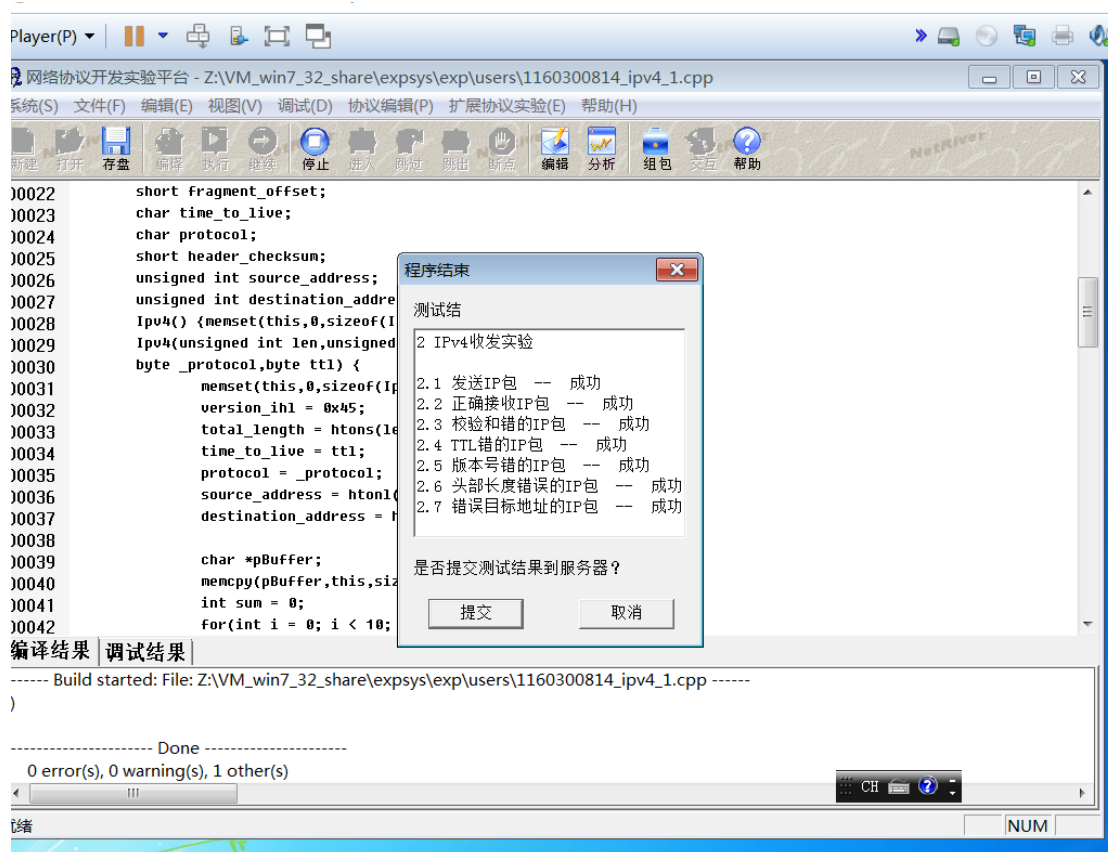 Player(P)
网络协议开发实验平台 - Z:\VM_win7_32_share\expsys\exp\users\1160300814_ipv4_1.cpp
系统(S) 文件(F) 编辑(E) 视图(V) 调试(D) 协议编辑(P) 扩展协议实验(E) 帮助(H)
新建 打开 存盘 编译 执行 继续 停止 进入 跳过 跳出 断点 编辑 分析 组包 交互 帮助
NetRiver
00022 short fragment_offset;
00023 char time_to_live;
00024 char protocol;
00025 short header_checksum;
00026 unsigned int source_address;
00027 unsigned int destination_addre
00028 Ipv4() {memset(this,0,sizeof(I
00029 Ipv4(unsigned int len,unsigned
00030 byte _protocol,byte ttl) {
00031 memset(this,0,sizeof(Ip
00032 version_ihl = 0x45;
00033 total_length = htons(le
00034 time_to_live = ttl;
00035 protocol = _protocol;
00036 source_address = htonl(
00037 destination_address = h
00038
00039 char *pBuffer;
00040 memcpy(pBuffer,this,siz
00041 int sum = 0;
00042 for(int i = 0; i < 10;
程序结束
测试结
2 IPv4收发实验
2.1 发送IP包 -- 成功
2.2 正确接收IP包 -- 成功
2.3 校验和错的IP包 -- 成功
2.4 TTL错的IP包 -- 成功
2.5 版本号错的IP包 -- 成功
2.6 头部长度错误的IP包 -- 成功
2.7 错误目标地址的IP包 -- 成功
是否提交测试结果到服务器？
提交 取消
编译结果 调试结果
------ Build started: File: Z:\VM_win7_32_share\expsys\exp\users\1160300814_ipv4_1.cpp ------
)
---------------------- Done ----------------------
0 error(s), 0 warning(s), 1 other(s)
CH
就绪 NUM